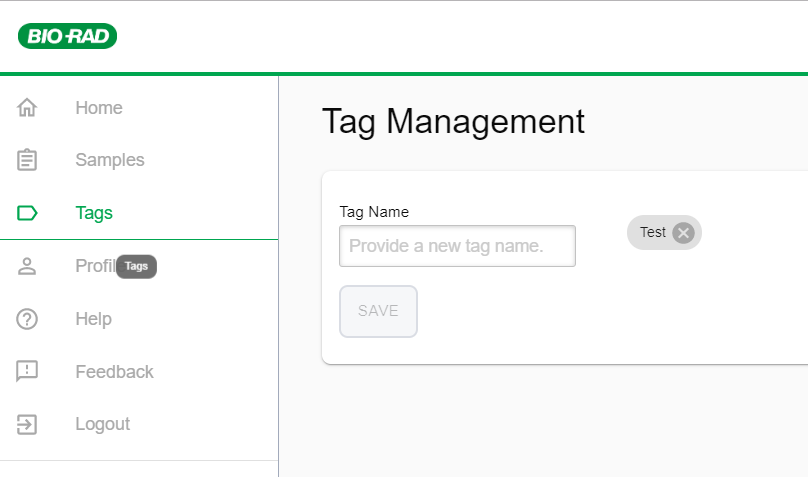 BIO-RAD
Home
Samples
Tags
Profile
Tags
Help
Feedback
Logout
Tag Management
Tag Name
Provide a new tag name.
Test
SAVE